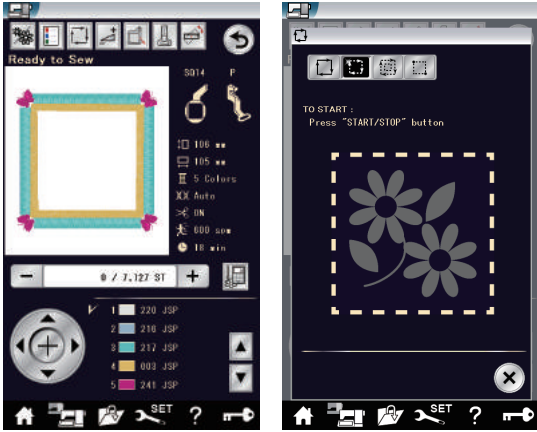 Ready to Sew
SQ14 P
106 mm
105 mm
5 Colors
Auto
ON
600 spm
18 min
0 / 7,127 ST
1 220 JSP
2 216 JSP
3 217 JSP
4 003 JSP
5 241 JSP
SET
?
TO START :
Press "START/STOP" button
SET
?